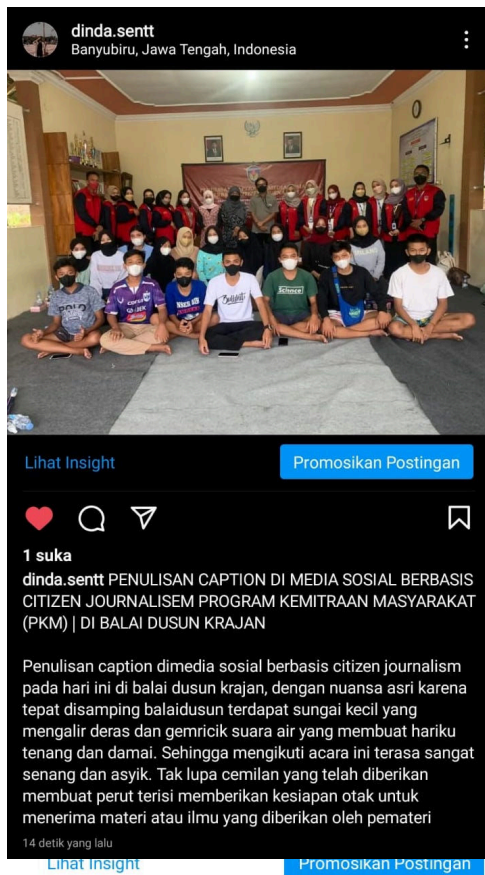 dinda.sentt
Banyubiru, Jawa Tengah, Indonesia
Science
Lihat Insight
Promosikan Postingan
1 suka
dinda.sentt PENULISAN CAPTION DI MEDIA SOSIAL BERBASIS
CITIZEN JOURNALISEM PROGRAM KEMITRAAN MASYARAKAT
(PKM) | DI BALAI DUSUN KRAJAN
Penulisan caption dimedia sosial berbasis citizen journalism
pada hari ini di balai dusun krajan, dengan nuansa asri karena
tepat disamping balaidusun terdapat sungai kecil yang
mengalir deras dan gemricik suara air yang membuat hariku
tenang dan damai. Sehingga mengikuti acara ini terasa sangat
senang dan asyik. Tak lupa cemilan yang telah diberikan
membuat perut terisi memberikan kesiapan otak untuk
menerima materi atau ilmu yang diberikan oleh pemateri
14 detik yang lalu
Lihat Insight
Promosikan Postingan